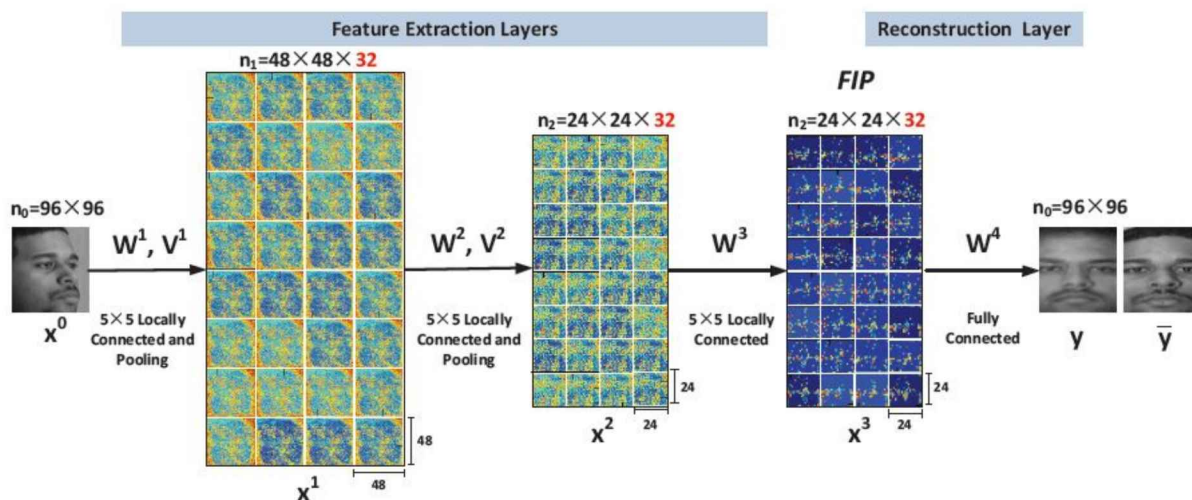 Feature Extraction Layers
Reconstruction Layer
n₁=48×48×32
FIP
n₂=24×24×32
n₂=24×24×32
n₀=96×96
n₀=96×96
W¹, V¹
W², V²
W³
W⁴
5×5 Locally
Connected and
Pooling
5×5 Locally
Connected and
Pooling
5×5 Locally
Connected
Fully
Connected
x⁰
y
y̅
24
24
48
24
24
x²
x³
48
x¹